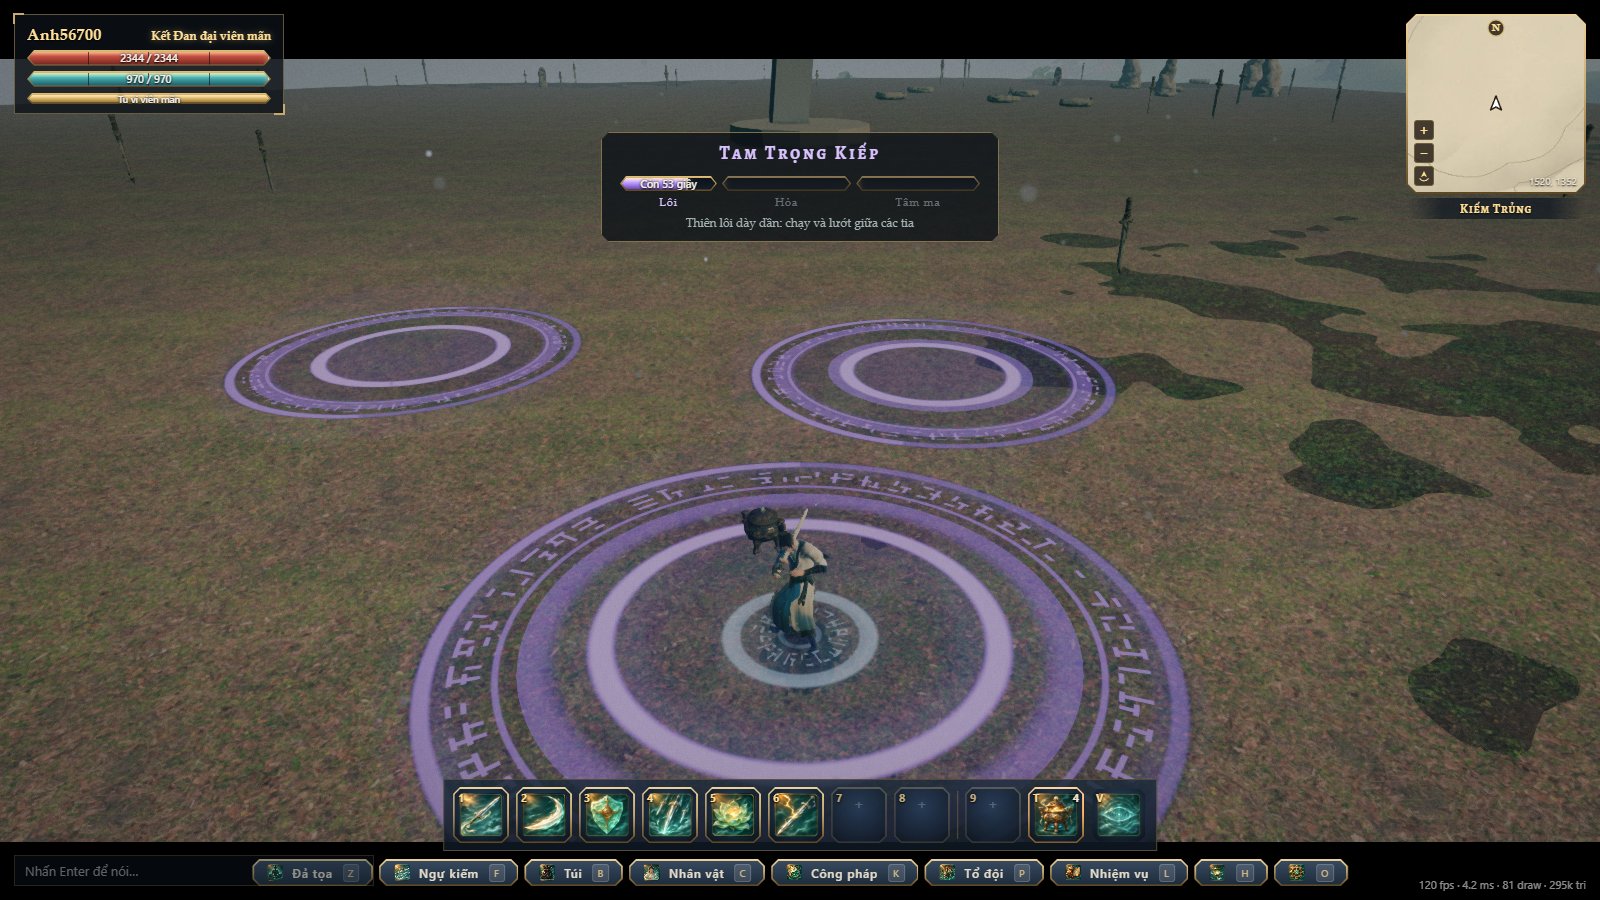 Anh56700 Kết Đan đại viên mãn
2344 / 2344
970 / 970
Tu vi viên mãn
N
+
−
1520, 1352
Kiếm Trủng
Tam Trọng Kiếp
Còn 53 giây
Lôi Hỏa Tâm ma
Thiên lôi dày dần: chạy và lướt giữa các tia
1 2 3 4 5 6 7 8 9 T 4 V
+ + +
Nhấn Enter để nói...
Đả tọa Z Ngự kiếm F Túi B Nhân vật C Công pháp K Tổ đội P Nhiệm vụ L H O
120 fps · 4.2 ms · 81 draw · 295k tri